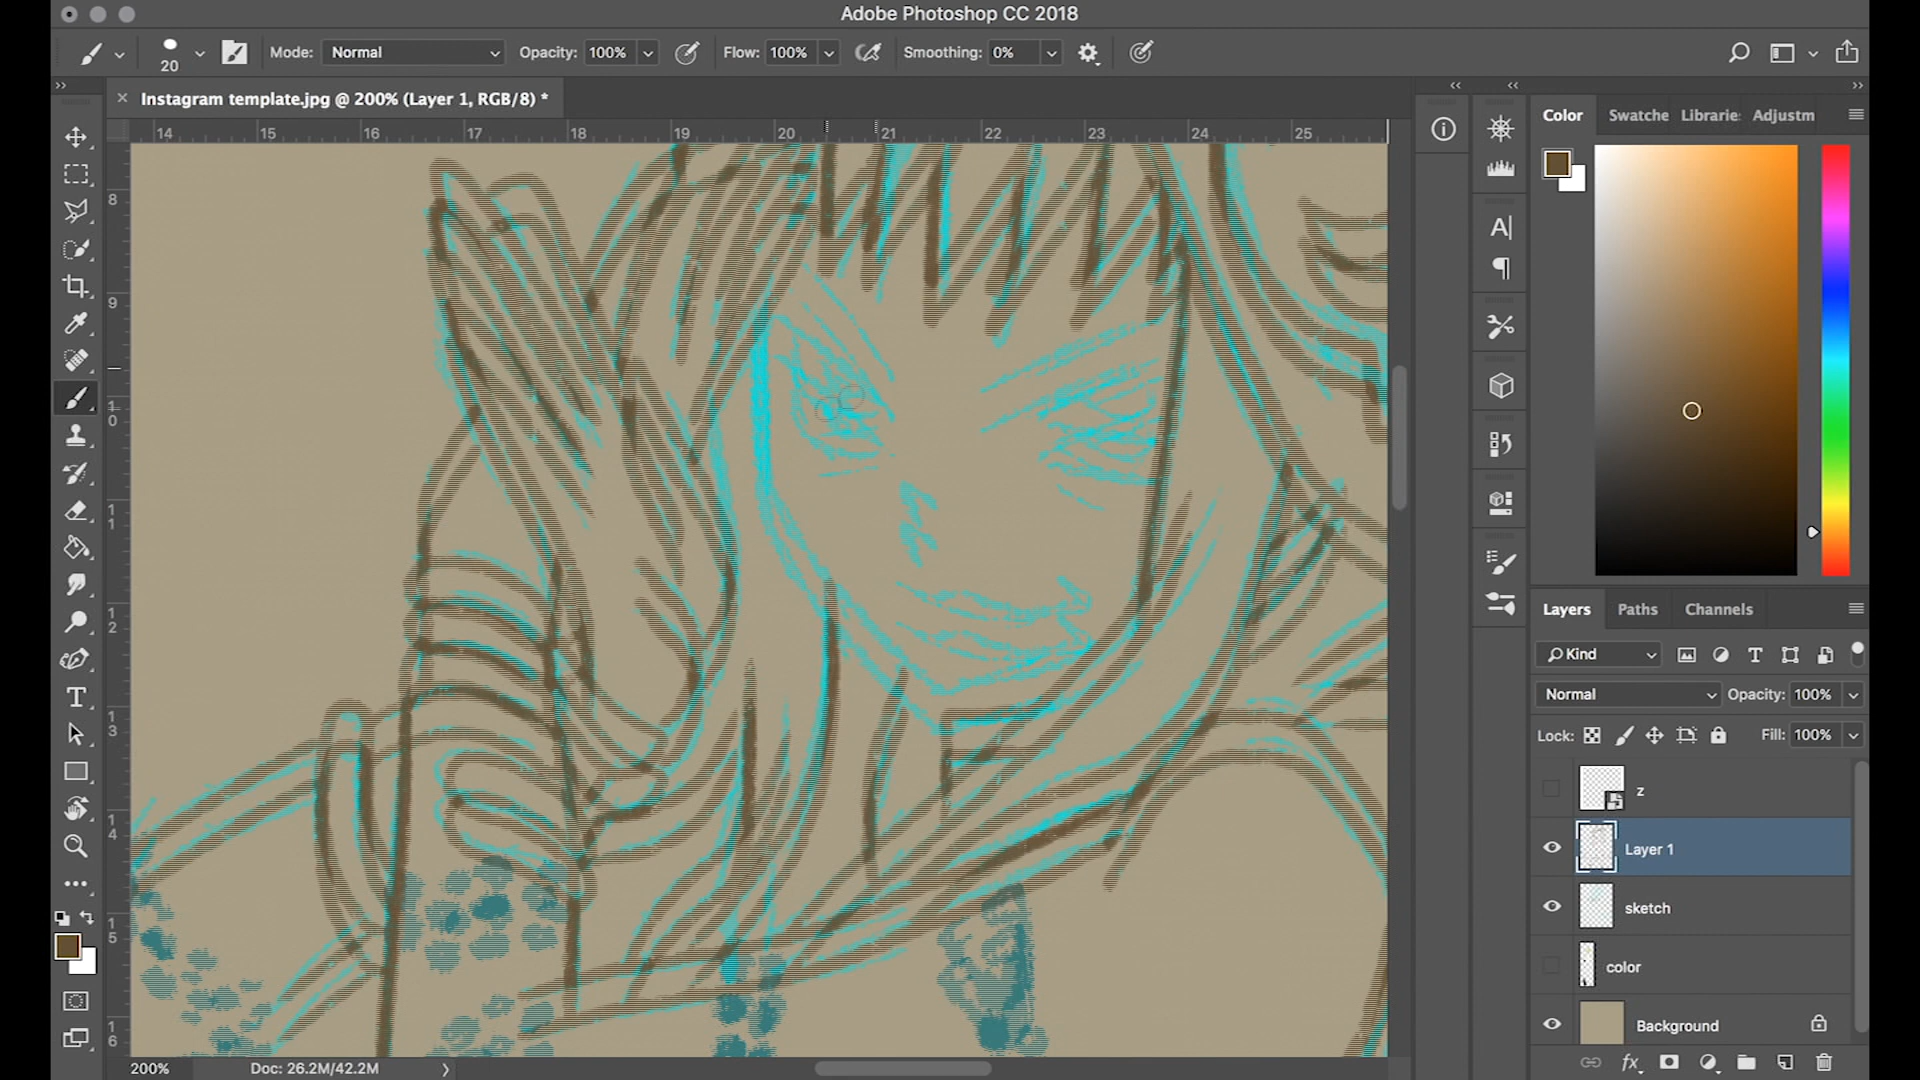 Adobe Photoshop CC 2018
20
Mode: Normal Opacity: 100% Flow: 100% Smoothing: 0%
Instagram template.jpg @ 200% (Layer 1, RGB/8) *
14 15 16 17 18 19 20 21 22 23 24 25
8
9
10
11
12
13
14
15
16
Color Swatche Librarie Adjustm
Layers Paths Channels
Kind
Normal Opacity: 100%
Lock: Fill: 100%
z
Layer 1
sketch
color
Background
200% Doc: 26.2M/42.2M